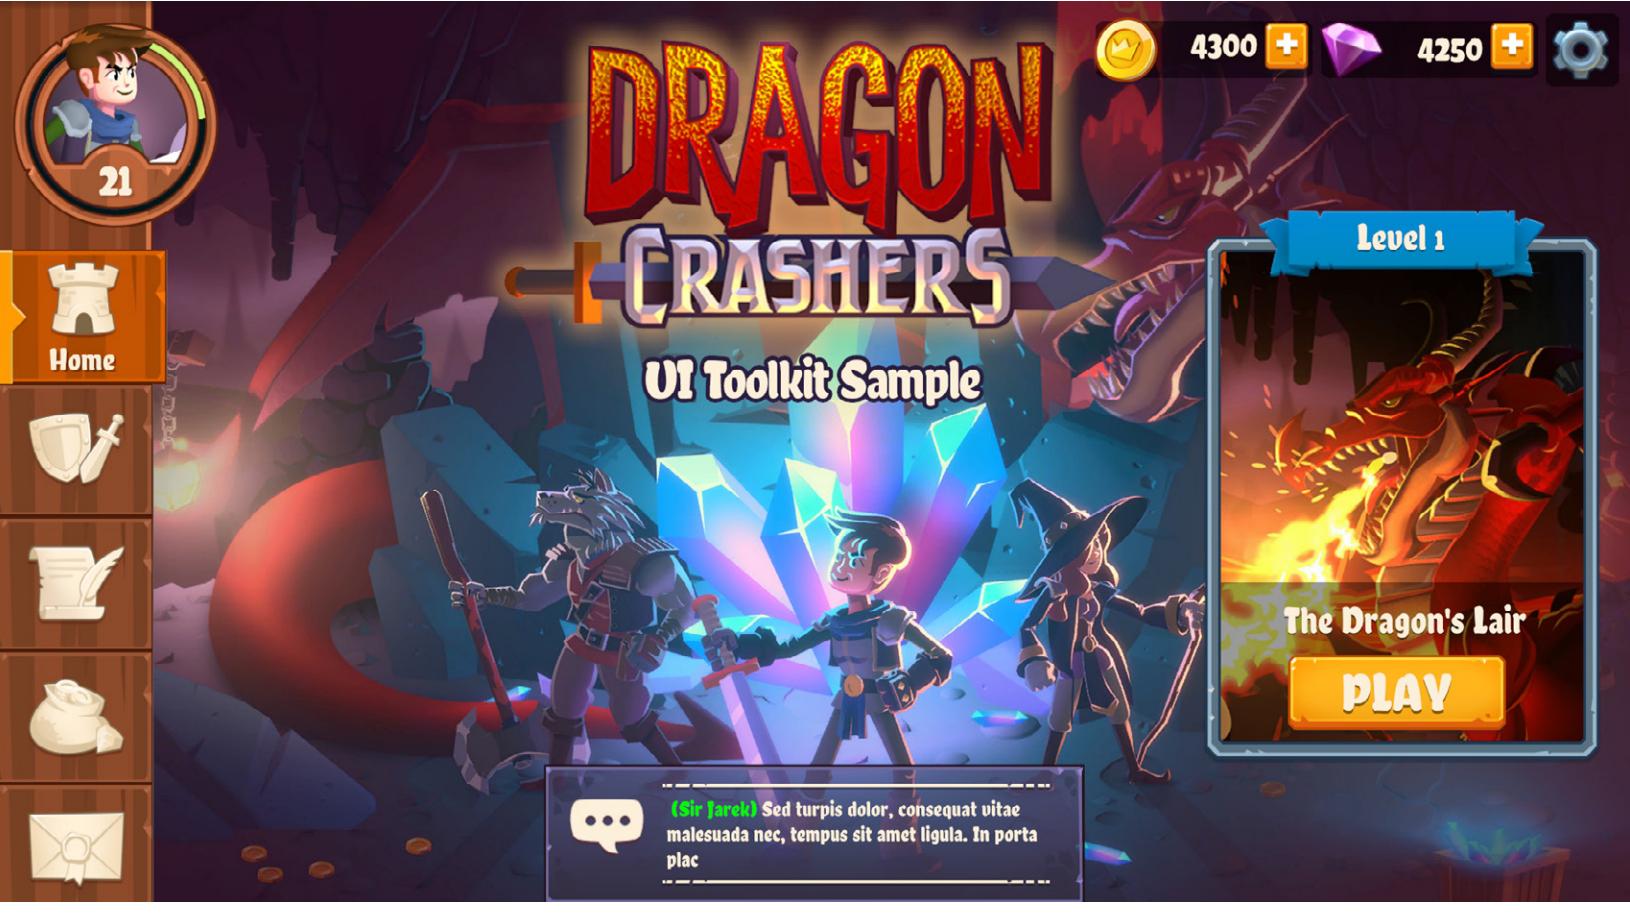 21
DRAGON
CRASHERS
UI Toolkit Sample
4300
4250
Home
Level 1
The Dragon's Lair
PLAY
(Sir Jarek) Sed turpis dolor, consequat vitae
malesuada nec, tempus sit amet ligula. In porta
plac